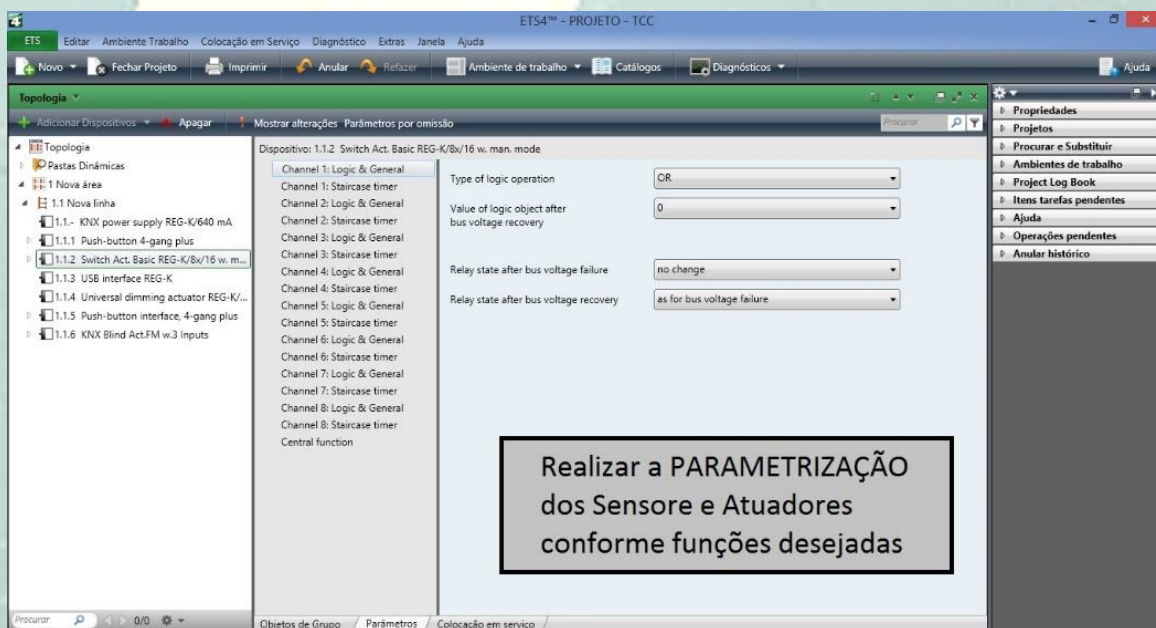 ETS4™ - PROJETO - TCC
ETS Editar Ambiente Trabalho Colocação em Serviço Diagnóstico Extras Janela Ajuda
Novo Fechar Projeto Imprimir Anular Refazer Ambiente de trabalho Catálogos Diagnósticos Ajuda
Topologia
Adicionar Dispositivos Apagar Mostrar alterações Parâmetros por omissão Procurar
Topologia
Pastas Dinâmicas
1 Nova área
1.1 Nova linha
1.1.- KNX power supply REG-K/640 mA
1.1.1 Push-button 4-gang plus
1.1.2 Switch Act. Basic REG-K/8x/16 w. m...
1.1.3 USB interface REG-K
1.1.4 Universal dimming actuator REG-K/...
1.1.5 Push-button interface, 4-gang plus
1.1.6 KNX Blind Act.FM w.3 Inputs
Procurar 0/0
Dispositivo: 1.1.2 Switch Act. Basic REG-K/8x/16 w. man. mode
Channel 1: Logic & General
Channel 1: Staircase timer
Channel 2: Logic & General
Channel 2: Staircase timer
Channel 3: Logic & General
Channel 3: Staircase timer
Channel 4: Logic & General
Channel 4: Staircase timer
Channel 5: Logic & General
Channel 5: Staircase timer
Channel 6: Logic & General
Channel 6: Staircase timer
Channel 7: Logic & General
Channel 7: Staircase timer
Channel 8: Logic & General
Channel 8: Staircase timer
Central function
Type of logic operation OR
Value of logic object after 0
bus voltage recovery
Relay state after bus voltage failure no change
Relay state after bus voltage recovery as for bus voltage failure
Realizar a PARAMETRIZAÇÃO
dos Sensore e Atuadores
conforme funções desejadas
Objetos de Grupo Parâmetros Colocação em serviço
Propriedades
Projetos
Procurar e Substituir
Ambientes de trabalho
Project Log Book
Itens tarefas pendentes
Ajuda
Operações pendentes
Anular histórico